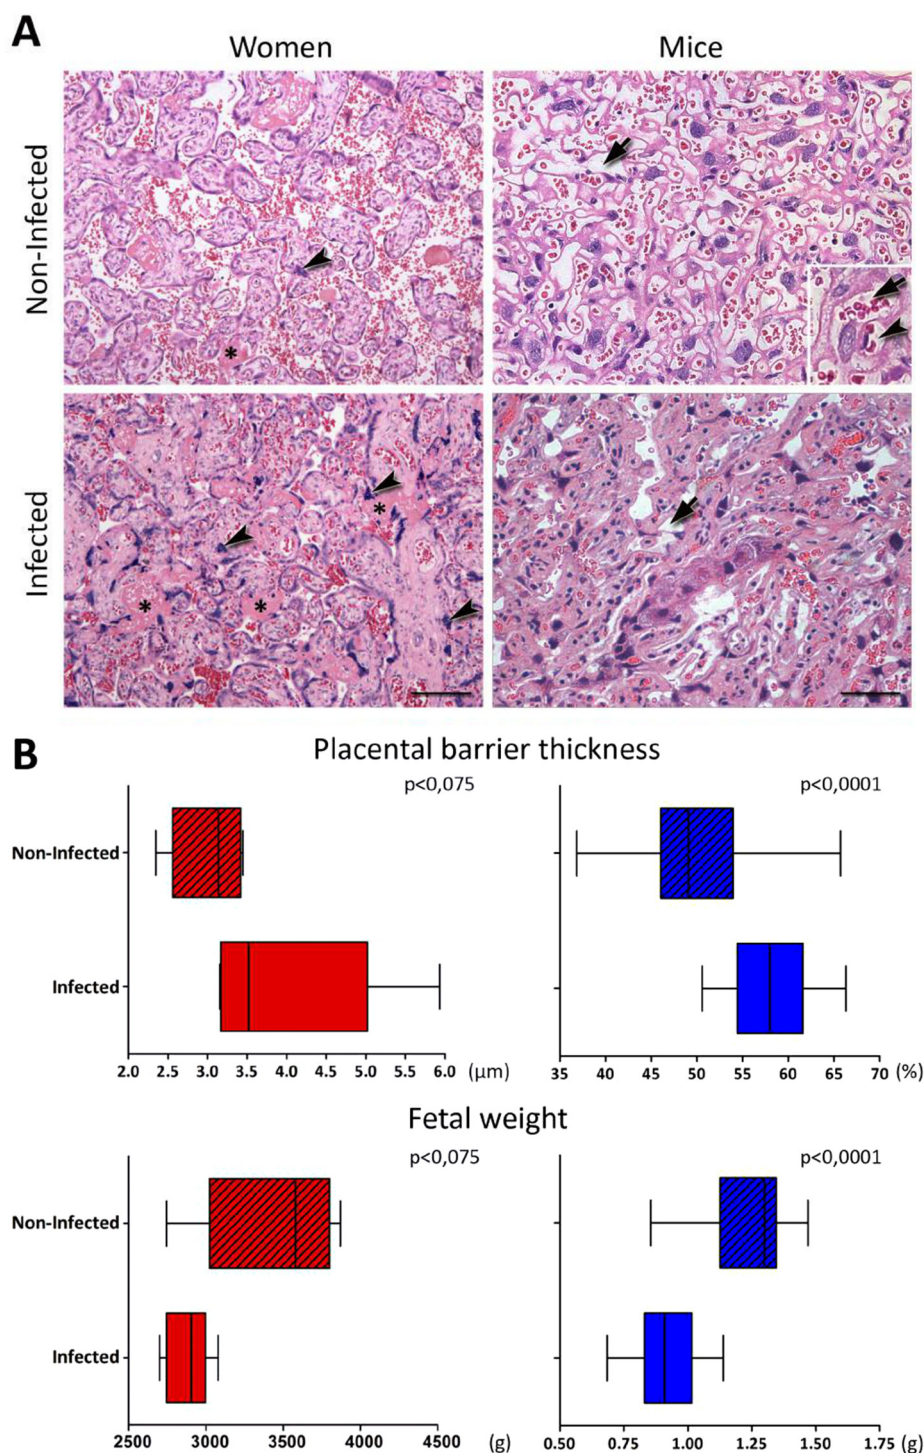 A
Women Mice
Non-Infected
*
Infected
* * *
B
Placental barrier thickness
p<0,075 p<0,0001
Non-Infected
Infected
2.0 2.5 3.0 3.5 4.0 4.5 5.0 5.5 6.0 (µm) 35 40 45 50 55 60 65 70 (%)
Fetal weight
p<0,075 p<0,0001
Non-Infected
Infected
2500 3000 3500 4000 4500 (g) 0.50 0.75 1.00 1.25 1.50 1.75 (g)